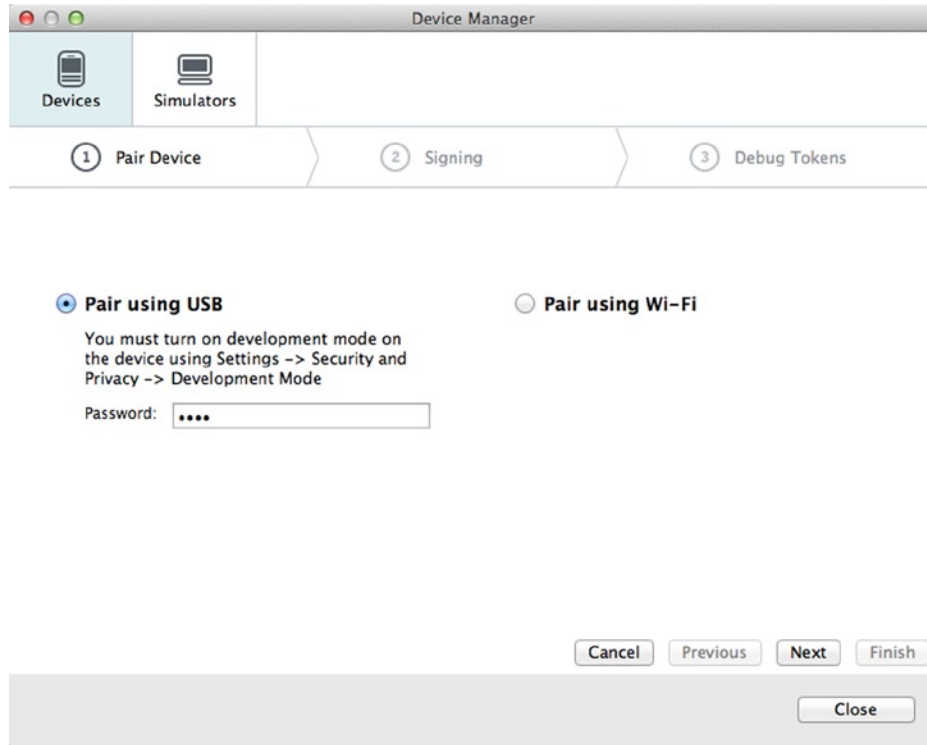 Device Manager
Devices
Simulators
1 Pair Device
2 Signing
3 Debug Tokens
Pair using USB
Pair using Wi-Fi
You must turn on development mode on
the device using Settings -> Security and
Privacy -> Development Mode
Password: ••••
Cancel
Previous
Next
Finish
Close